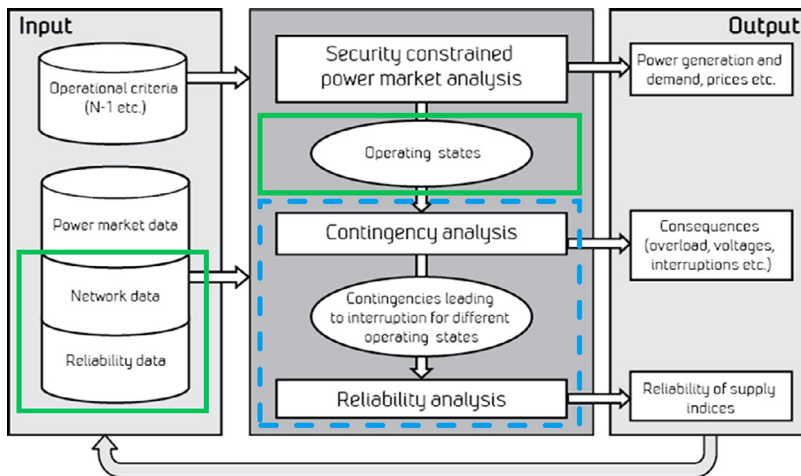 Input
Operational criteria
(N-1 etc.)
Power market data
Network data
Reliability data
Security constrained
power market analysis
Operating states
Contingency analysis
Contingencies leading
to interruption for different
operating states
Reliability analysis
Output
Power generation and
demand, prices etc.
Consequences
(overload, voltages,
interruptions etc.)
Reliability of supply
indices